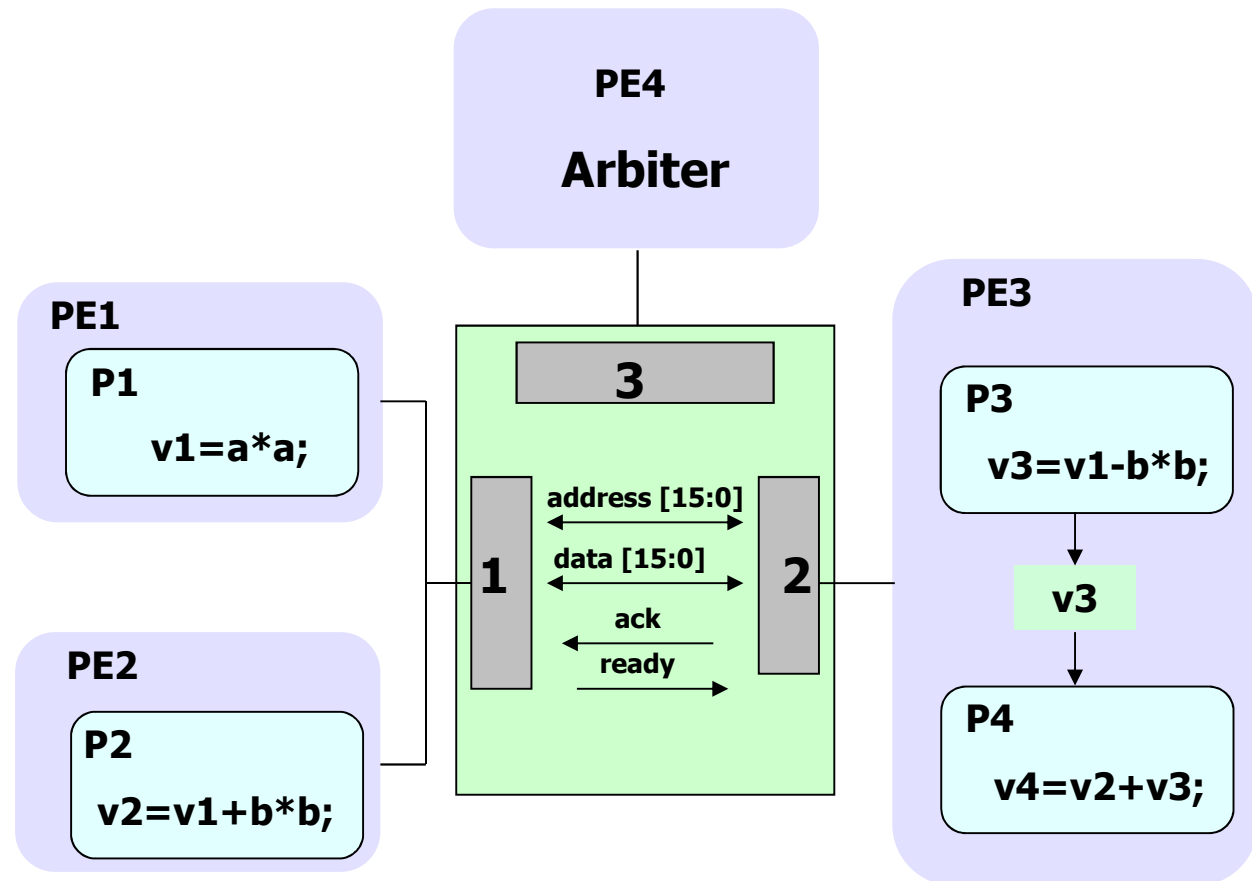 PE4
Arbiter
PE1
P1
v1=a*a;
PE2
P2
v2=v1+b*b;
3
1
address [15:0]
data [15:0]
ack
ready
2
PE3
P3
v3=v1-b*b;
v3
P4
v4=v2+v3;